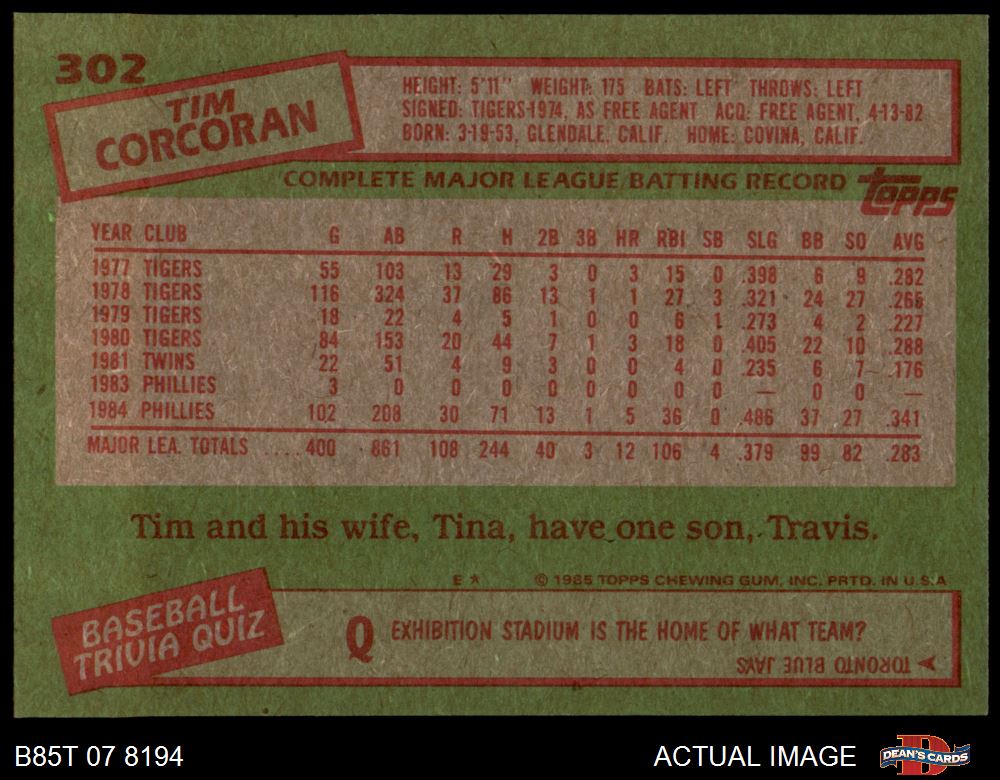 302
TIM
CORCORAN
HEIGHT: 5'11" WEIGHT: 175 BATS: LEFT THROWS: LEFT
SIGNED: TIGERS-1974, AS FREE AGENT ACQ: FREE AGENT, 4-13-82
BORN: 3-19-53, GLENDALE, CALIF. HOME: COVINA, CALIF.
COMPLETE MAJOR LEAGUE BATTING RECORD topps
YEAR CLUB G AB R H 2B 3B HR RBI SB SLG BB SO AVG
1977 TIGERS 55 103 13 29 3 0 3 15 0 .398 6 9 .282
1978 TIGERS 116 324 37 86 13 1 1 27 3 .321 24 27 .265
1979 TIGERS 18 22 4 5 1 0 0 6 1 .273 4 2 .227
1980 TIGERS 84 153 20 44 7 1 3 18 0 .405 22 10 .288
1981 TWINS 22 51 4 9 3 0 0 4 0 .235 6 7 .176
1983 PHILLIES 3 0 0 0 0 0 0 0 0 — 0 0 —
1984 PHILLIES 102 208 30 71 13 1 5 36 0 .486 37 27 .341
MAJOR LEA. TOTALS .... 400 861 108 244 40 3 12 106 4 .379 99 82 .283
Tim and his wife, Tina, have one son, Travis.
E * © 1985 TOPPS CHEWING GUM, INC. PRTD. IN U.S.A
BASEBALL
TRIVIA QUIZ
Q EXHIBITION STADIUM IS THE HOME OF WHAT TEAM?
TORONTO BLUE JAYS
B85T 07 8194 ACTUAL IMAGE DEAN'S CARDS